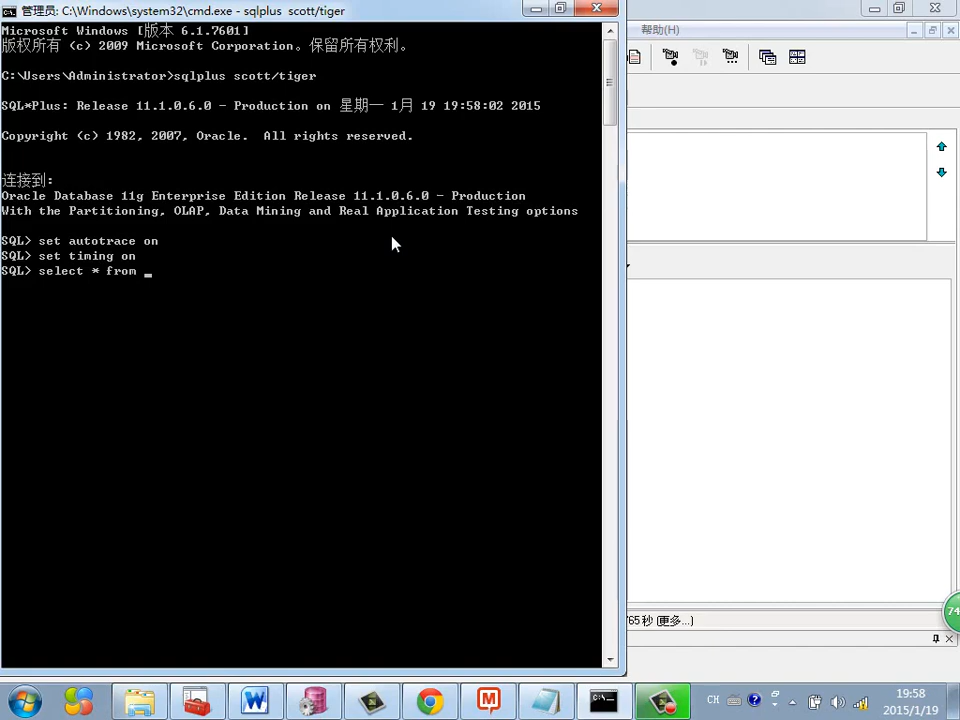 管理员: C:\Windows\system32\cmd.exe - sqlplus  scott/tiger
Microsoft Windows [版本 6.1.7601]
版权所有 (c) 2009 Microsoft Corporation。保留所有权利。
C:\Users\Administrator>sqlplus scott/tiger
SQL*Plus: Release 11.1.0.6.0 - Production on 星期一 1月 19 19:58:02 2015
Copyright (c) 1982, 2007, Oracle.  All rights reserved.
连接到:
Oracle Database 11g Enterprise Edition Release 11.1.0.6.0 - Production
With the Partitioning, OLAP, Data Mining and Real Application Testing options
SQL> set autotrace on
SQL> set timing on
SQL> select * from _
帮助(H)
74
65秒 (更多...)
CH
19:58
2015/1/19